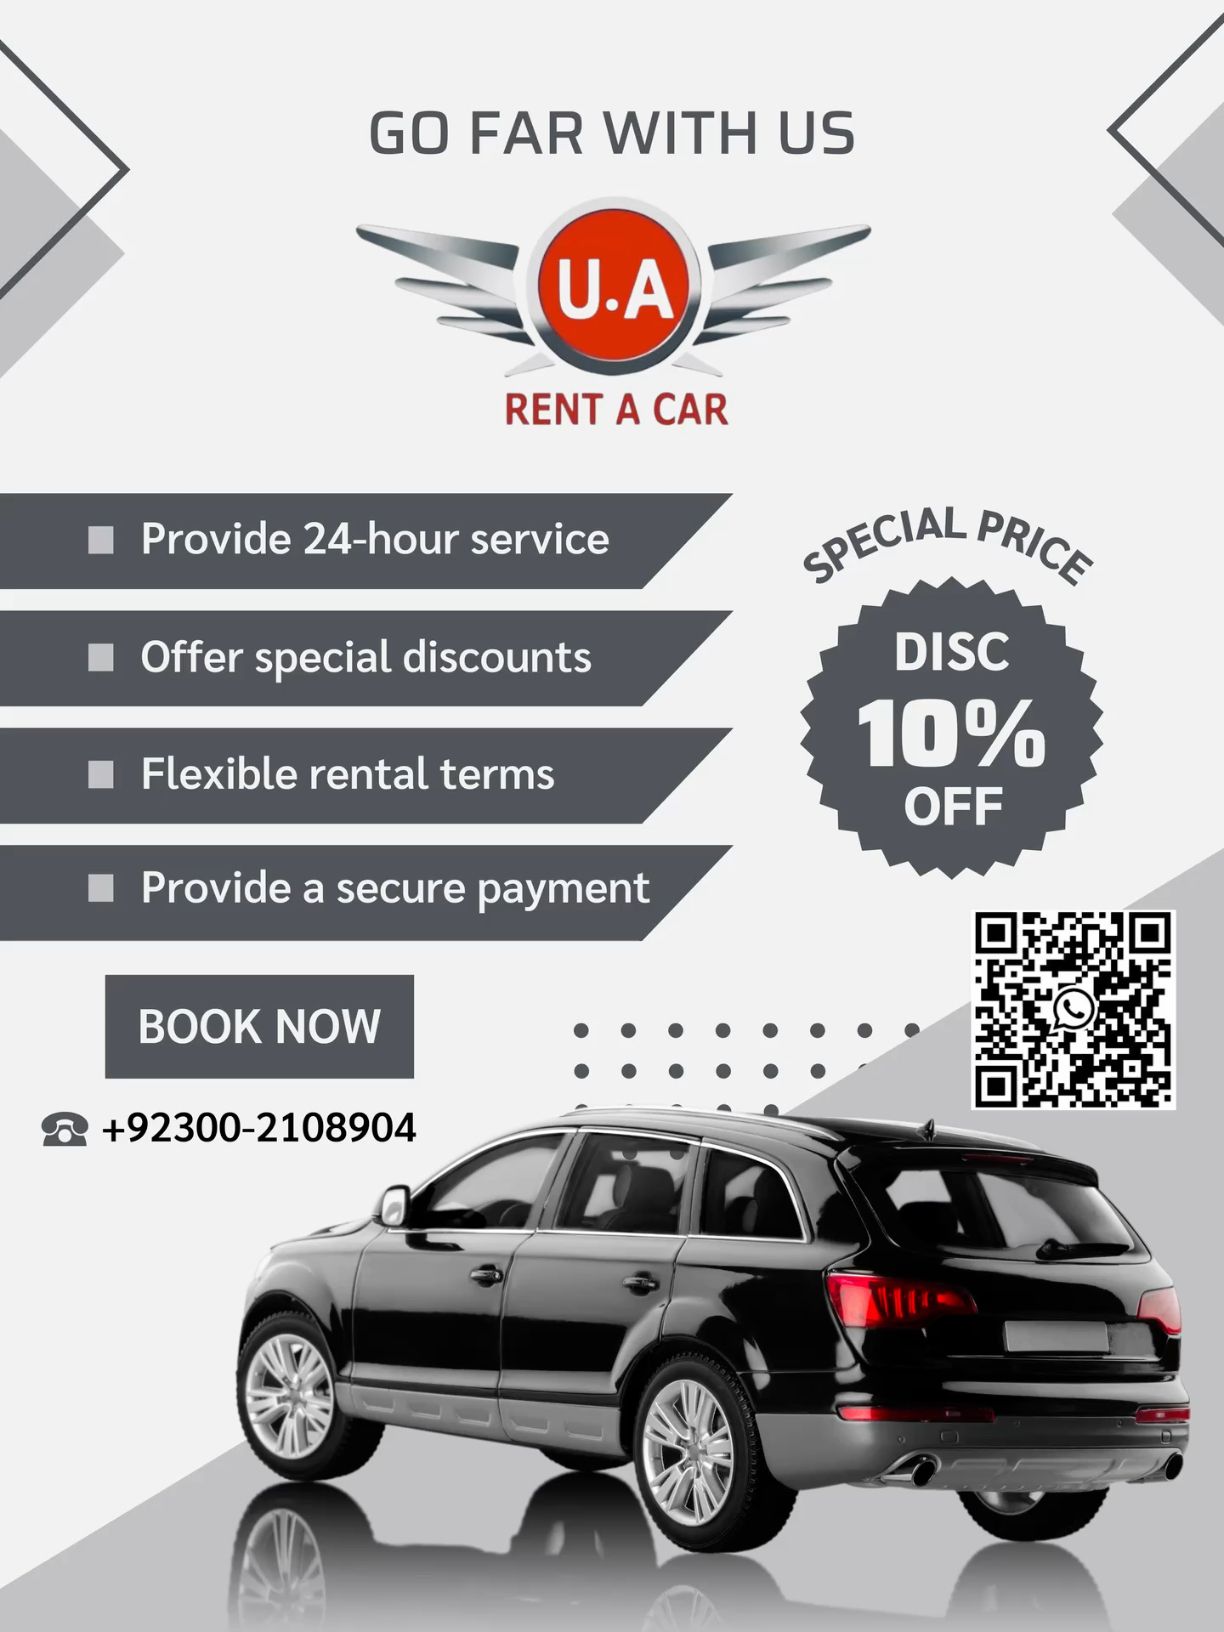 GO FAR WITH US
U.A
RENT A CAR
Provide 24-hour service
Offer special discounts
Flexible rental terms
Provide a secure payment
SPECIAL PRICE
DISC
10%
OFF
BOOK NOW
+92300-2108904